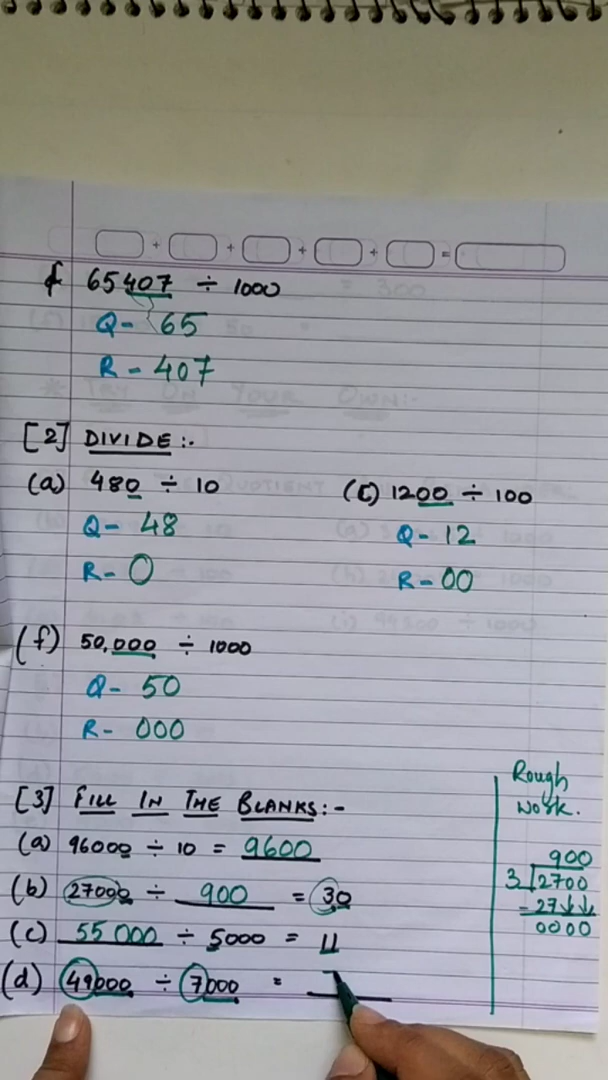 + + + + =
f 65407 ÷ 1000
Q- 65
R- 407
[2] DIVIDE:-
(a) 480 ÷ 10
Q- 48
R- 0
(C) 1200 ÷ 100
Q- 12
R- 00
(f) 50,000 ÷ 1000
Q- 50
R- 000
[3] FILL IN THE BLANKS:-
(a) 96000 ÷ 10 = 9600
(b) 27000 ÷ 900 = 30
(c) 55000 ÷ 5000 = 11
(d) 49000 ÷ 7000 =
Rough
Work.
900
3 2700
- 27↓↓
0000